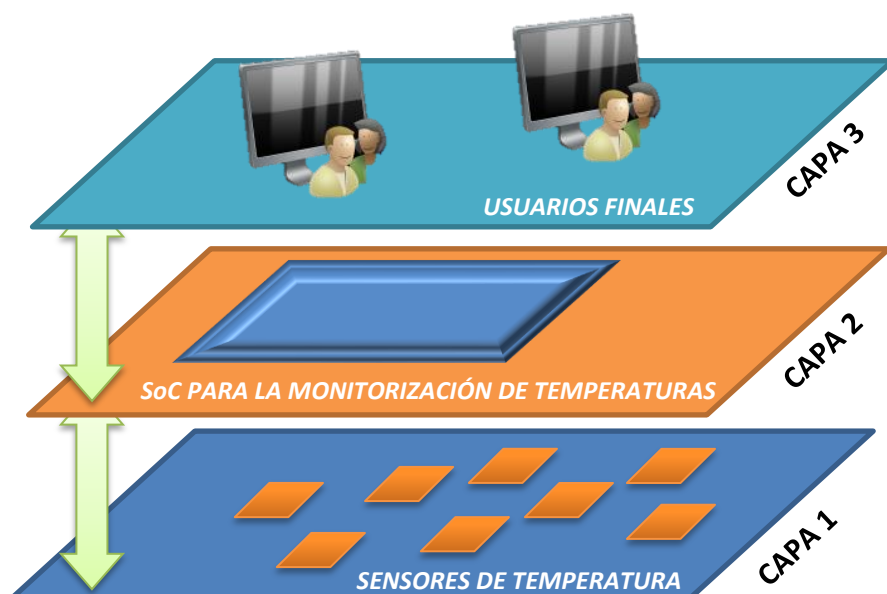 USUARIOS FINALES
CAPA 3
SoC PARA LA MONITORIZACIÓN DE TEMPERATURAS
CAPA 2
SENSORES DE TEMPERATURA
CAPA 1